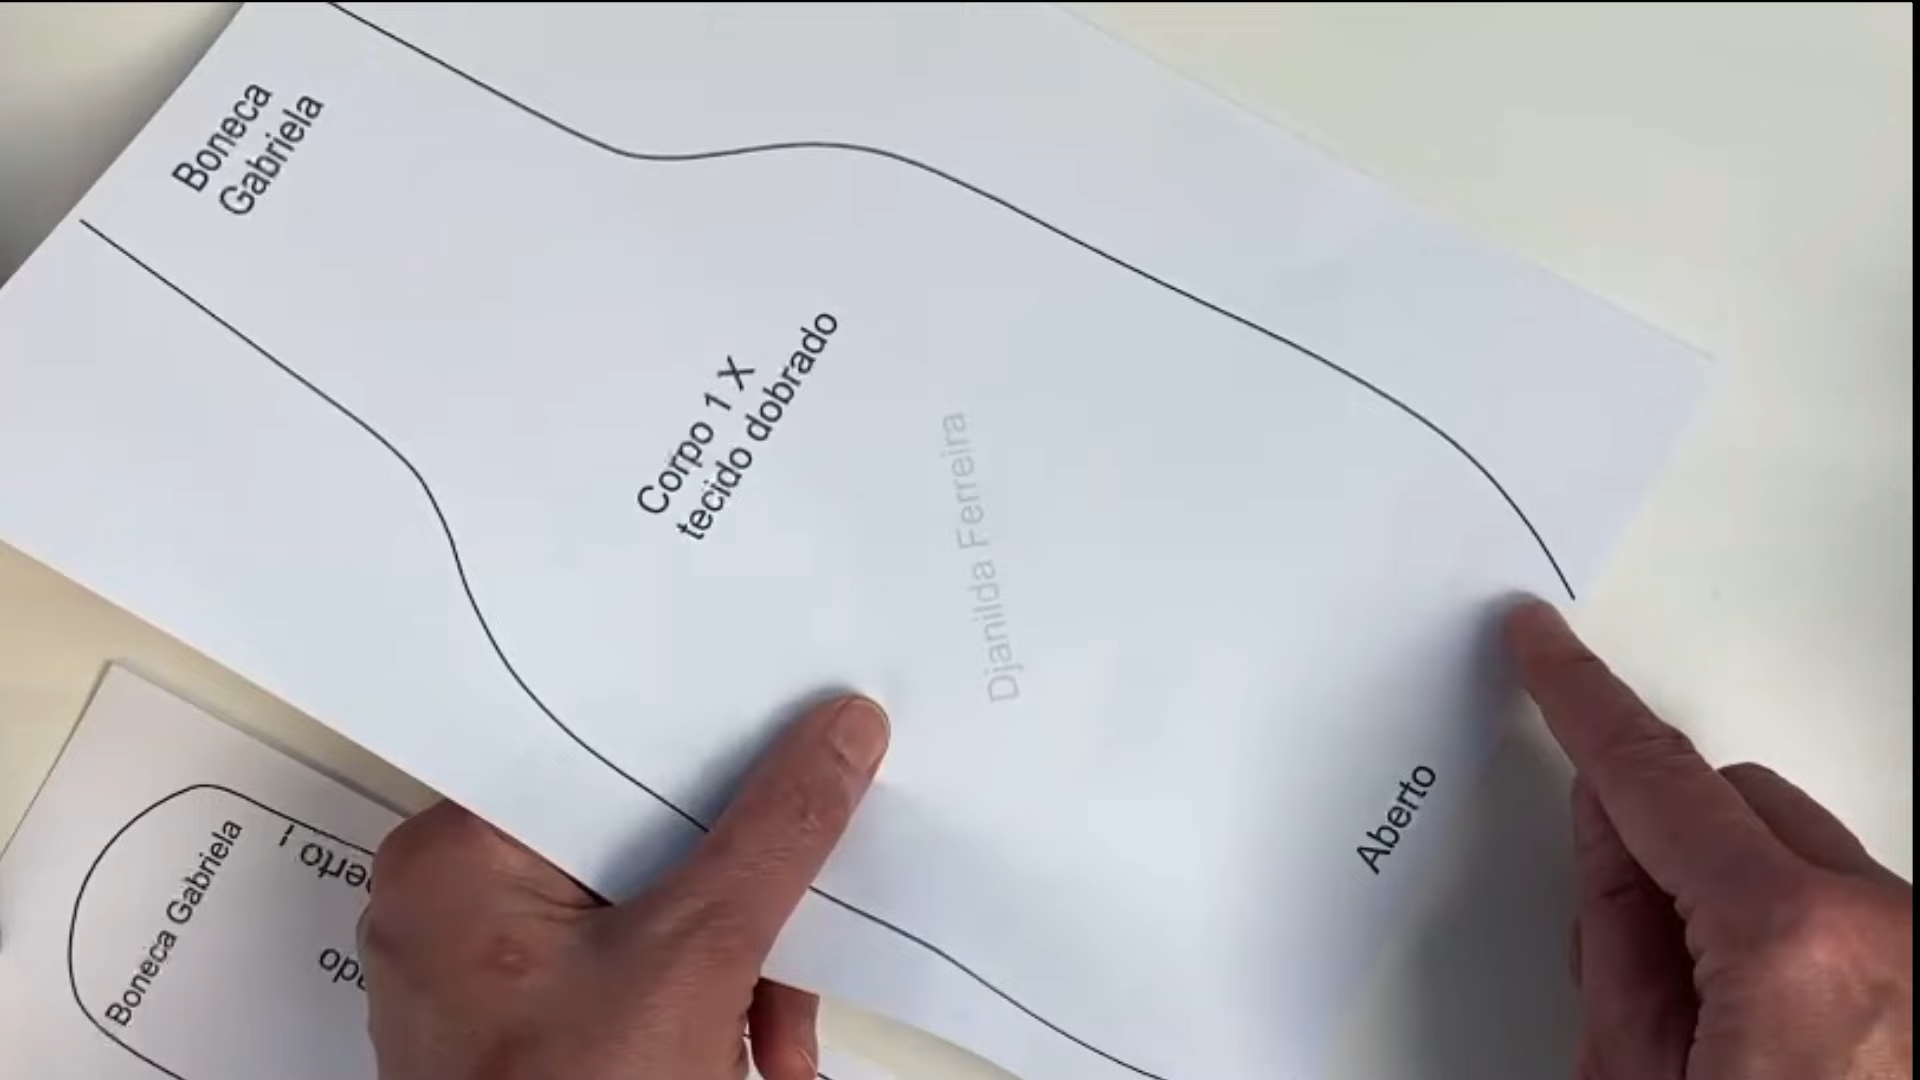 Boneca
Gabriela
Corpo 1 X
tecido dobrado
Djanilda Ferreira
Aberto
Boneca Gabriela